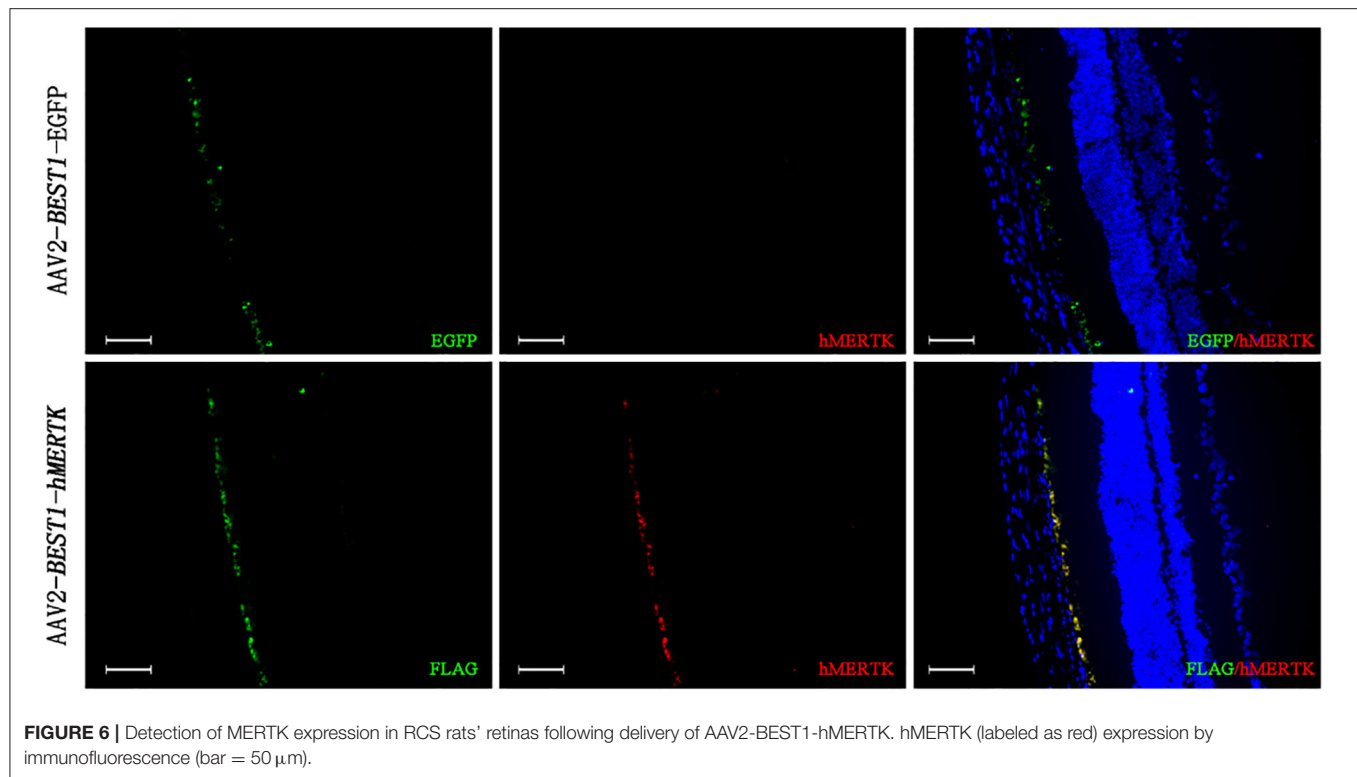 AAV2-BEST1-EGFP
EGFP
hMERTK
EGFP/hMERTK
AAV2-BEST1-hMERTK
FLAG
hMERTK
FLAG/hMERTK
FIGURE 6 | Detection of MERTK expression in RCS rats' retinas following delivery of AAV2-BEST1-hMERTK. hMERTK (labeled as red) expression by
immunofluorescence (bar = 50 μm).